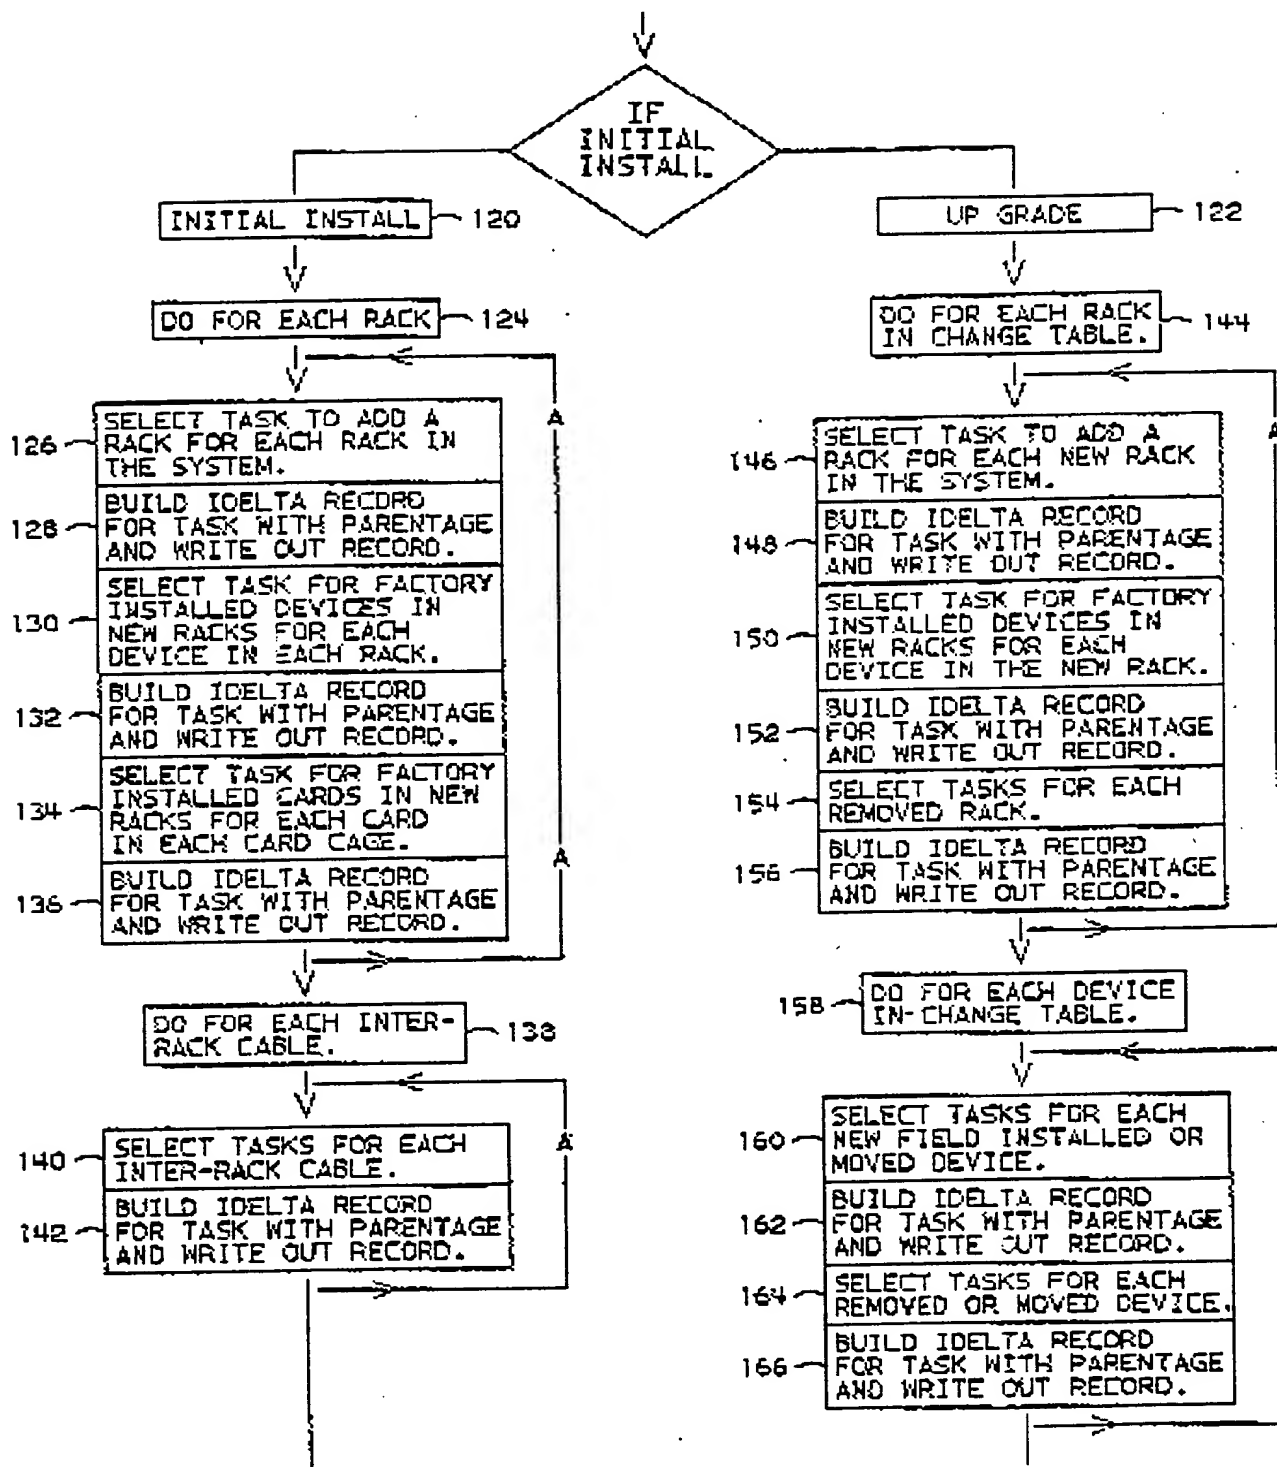 IF
INITIAL
INSTALL.
INITIAL INSTALL
120
DO FOR EACH RACK
124
A
126
SELECT TASK TO ADD A
RACK FOR EACH RACK IN
THE SYSTEM.
128
BUILD IDELTA RECORD
FOR TASK WITH PARENTAGE
AND WRITE OUT RECORD.
130
SELECT TASK FOR FACTORY
INSTALLED DEVICES IN
NEW RACKS FOR EACH
DEVICE IN EACH RACK.
132
BUILD IDELTA RECORD
FOR TASK WITH PARENTAGE
AND WRITE OUT RECORD.
134
SELECT TASK FOR FACTORY
INSTALLED CARDS IN NEW
RACKS FOR EACH CARD
IN EACH CARD CAGE.
A
136
BUILD IDELTA RECORD
FOR TASK WITH PARENTAGE
AND WRITE OUT RECORD.
DO FOR EACH INTER-
RACK CABLE.
138
A
140
SELECT TASKS FOR EACH
INTER-RACK CABLE.
142
BUILD IDELTA RECORD
FOR TASK WITH PARENTAGE
AND WRITE OUT RECORD.
UP GRADE
122
DO FOR EACH RACK
IN CHANGE TABLE.
144
A
146
SELECT TASK TO ADD A
RACK FOR EACH NEW RACK
IN THE SYSTEM.
148
BUILD IDELTA RECORD
FOR TASK WITH PARENTAGE
AND WRITE OUT RECORD.
150
SELECT TASK FOR FACTORY
INSTALLED DEVICES IN
NEW RACKS FOR EACH
DEVICE IN THE NEW RACK.
152
BUILD IDELTA RECORD
FOR TASK WITH PARENTAGE
AND WRITE OUT RECORD.
154
SELECT TASKS FOR EACH
REMOVED RACK.
156
BUILD IDELTA RECORD
FOR TASK WITH PARENTAGE
AND WRITE OUT RECORD.
158
DO FOR EACH DEVICE
IN-CHANGE TABLE.
160
SELECT TASKS FOR EACH
NEW FIELD INSTALLED OR
MOVED DEVICE.
162
BUILD IDELTA RECORD
FOR TASK WITH PARENTAGE
AND WRITE OUT RECORD.
164
SELECT TASKS FOR EACH
REMOVED OR MOVED DEVICE.
166
BUILD IDELTA RECORD
FOR TASK WITH PARENTAGE
AND WRITE OUT RECORD.